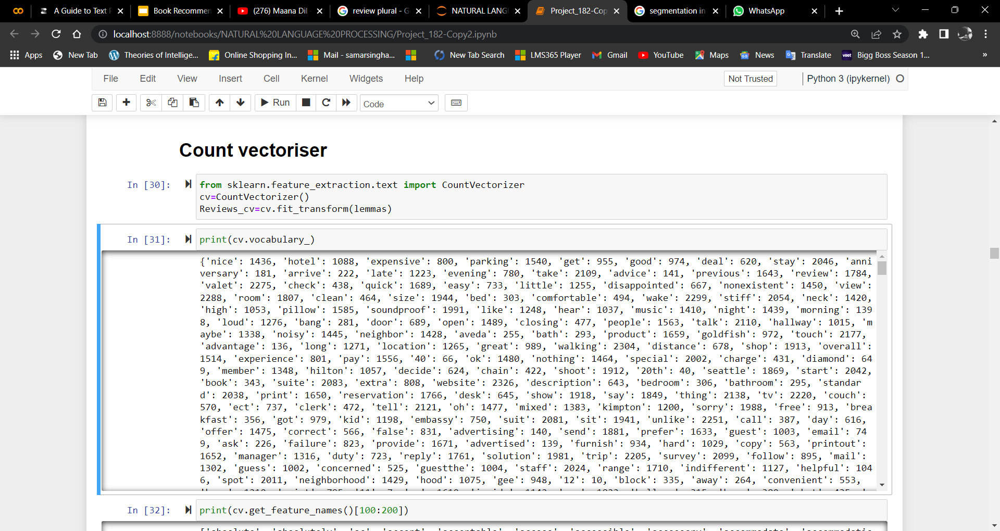 A Guide to Text P
Book Recommen
(276) Maana Dil
review plural - G
NATURAL LANG
Project_182-Cop
segmentation in
WhatsApp
localhost:8888/notebooks/NATURAL%20LANGUAGE%20PROCESSING/Project_182-Copy2.ipynb
Apps New Tab Theories of Intellige... Online Shopping In... Mail - samarsingha... New Tab Search LMS365 Player Gmail YouTube Maps News Translate voot Bigg Boss Season 1... »
File Edit View Insert Cell Kernel Widgets Help Not Trusted Python 3 (ipykernel)
Run Code
Count vectoriser
In [30]: from sklearn.feature_extraction.text import CountVectorizer
cv=CountVectorizer()
Reviews_cv=cv.fit_transform(lemmas)
In [31]: print(cv.vocabulary_)
{'nice': 1436, 'hotel': 1088, 'expensive': 800, 'parking': 1540, 'get': 955, 'good': 974, 'deal': 620, 'stay': 2046, 'anni
versary': 181, 'arrive': 222, 'late': 1223, 'evening': 780, 'take': 2109, 'advice': 141, 'previous': 1643, 'review': 1784,
'valet': 2275, 'check': 438, 'quick': 1689, 'easy': 733, 'little': 1255, 'disappointed': 667, 'nonexistent': 1450, 'view':
2288, 'room': 1807, 'clean': 464, 'size': 1944, 'bed': 303, 'comfortable': 494, 'wake': 2299, 'stiff': 2054, 'neck': 1420,
'high': 1053, 'pillow': 1585, 'soundproof': 1991, 'like': 1248, 'hear': 1037, 'music': 1410, 'night': 1439, 'morning': 139
8, 'loud': 1276, 'bang': 281, 'door': 689, 'open': 1489, 'closing': 477, 'people': 1563, 'talk': 2110, 'hallway': 1015, 'm
aybe': 1338, 'noisy': 1445, 'neighbor': 1428, 'aveda': 255, 'bath': 293, 'product': 1659, 'goldfish': 972, 'touch': 2177,
'advantage': 136, 'long': 1271, 'location': 1265, 'great': 989, 'walking': 2304, 'distance': 678, 'shop': 1913, 'overall':
1514, 'experience': 801, 'pay': 1556, '40': 66, 'ok': 1480, 'nothing': 1464, 'special': 2002, 'charge': 431, 'diamond': 64
9, 'member': 1348, 'hilton': 1057, 'decide': 624, 'chain': 422, 'shoot': 1912, '20th': 40, 'seattle': 1869, 'start': 2042,
'book': 343, 'suite': 2083, 'extra': 808, 'website': 2326, 'description': 643, 'bedroom': 306, 'bathroom': 295, 'standar
d': 2038, 'print': 1650, 'reservation': 1766, 'desk': 645, 'show': 1918, 'say': 1849, 'thing': 2138, 'tv': 2220, 'couch':
570, 'ect': 737, 'clerk': 472, 'tell': 2121, 'oh': 1477, 'mixed': 1383, 'kimpton': 1200, 'sorry': 1988, 'free': 913, 'brea
kfast': 356, 'got': 979, 'kid': 1198, 'embassy': 750, 'suit': 2081, 'sit': 1941, 'unlike': 2251, 'call': 387, 'day': 616,
'offer': 1475, 'correct': 566, 'false': 831, 'advertising': 140, 'send': 1881, 'prefer': 1633, 'guest': 1003, 'email': 74
9, 'ask': 226, 'failure': 823, 'provide': 1671, 'advertised': 139, 'furnish': 934, 'hard': 1029, 'copy': 563, 'printout':
1652, 'manager': 1316, 'duty': 723, 'reply': 1761, 'solution': 1981, 'trip': 2205, 'survey': 2099, 'follow': 895, 'mail':
1302, 'guess': 1002, 'concerned': 525, 'guestthe': 1004, 'staff': 2024, 'range': 1710, 'indifferent': 1127, 'helpful': 104
6, 'spot': 2011, 'neighborhood': 1429, 'hood': 1075, 'gee': 948, '12': 10, 'block': 335, 'away': 264, 'convenient': 553,
In [32]: print(cv.get_feature_names()[100:200])